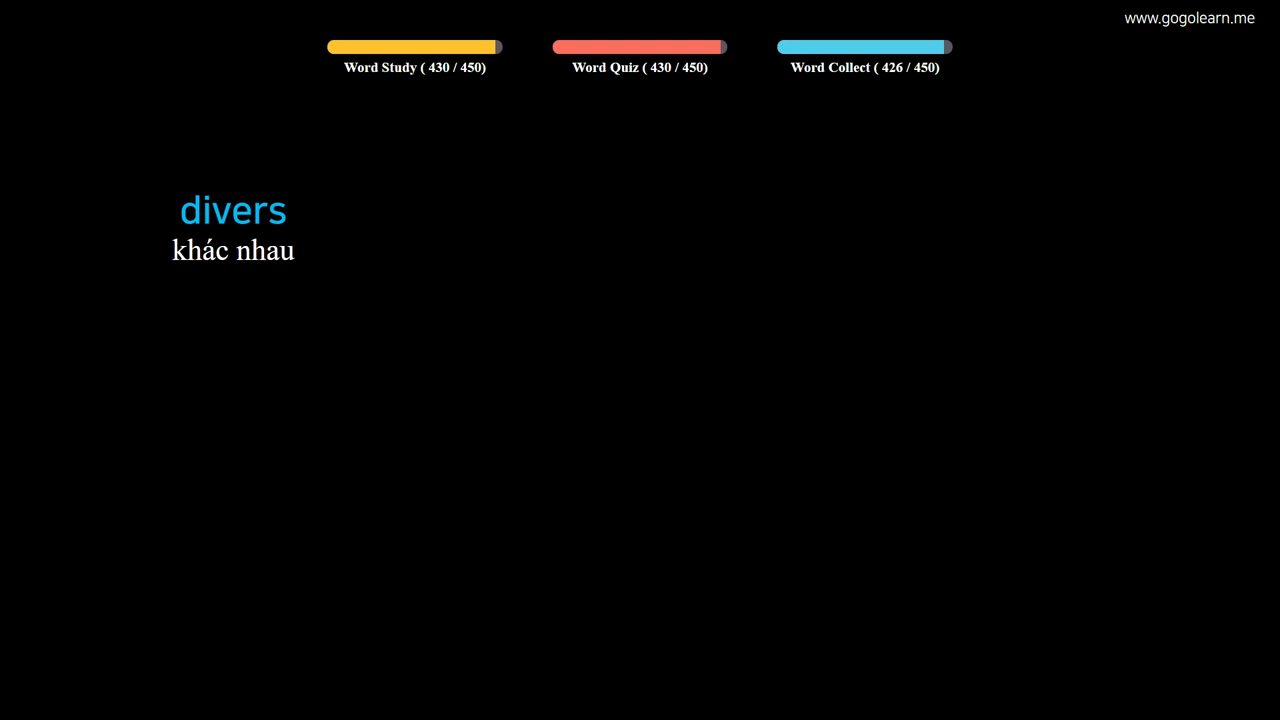 www.gogolearn.me
Word Study ( 430 / 450)
Word Quiz ( 430 / 450)
Word Collect ( 426 / 450)
divers
khác nhau